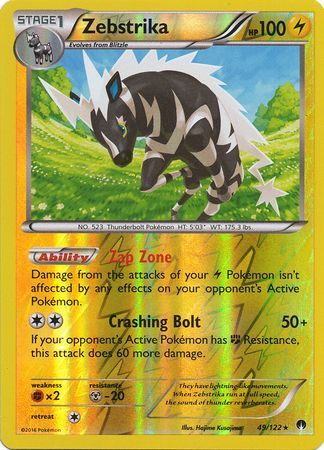 STAGE1
Zebstrika
HP100
Evolves from Blitzle
NO. 523 Thunderbolt Pokémon HT: 5'03" WT: 175.3 lbs.
Ability Zap Zone
Damage from the attacks of your Pokémon isn't
affected by any effects on your opponent's Active
Pokémon.
Crashing Bolt 50+
If your opponent's Active Pokémon has Resistance,
this attack does 60 more damage.
weakness resistance
×2 -20
retreat
They have lightning-like movements.
When Zebstrika run at full speed,
the sound of thunder reverberates.
©2016 Pokémon
Illus. Hajime Kusajima
49/122★